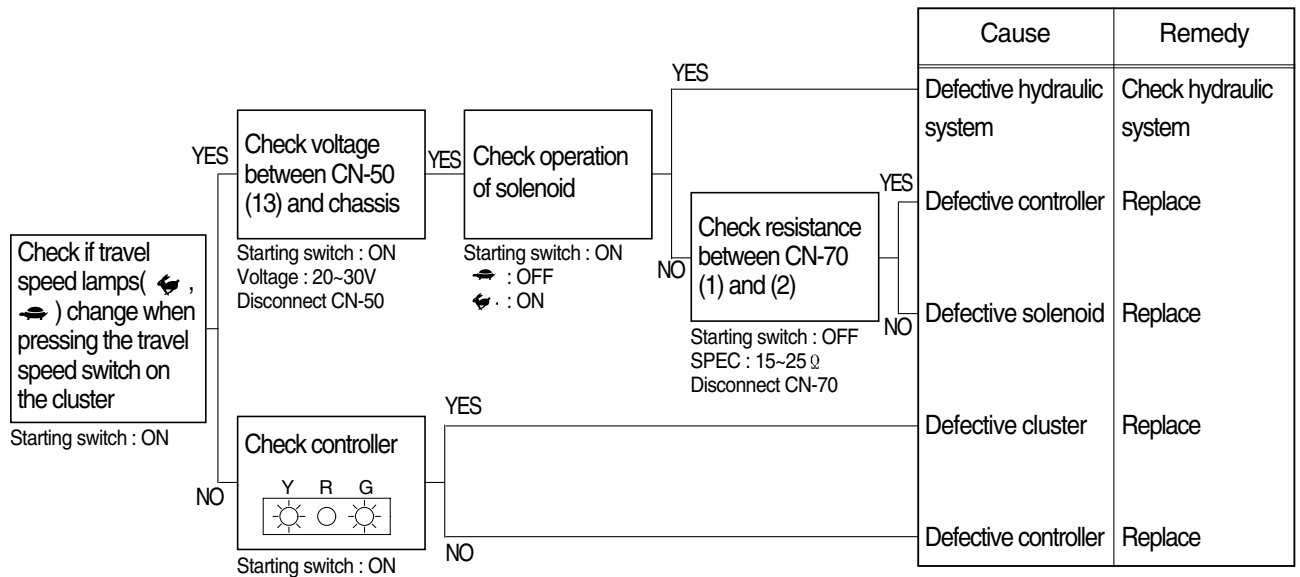 Cause
Remedy
YES
Defective hydraulic
system
Check hydraulic
system
YES
Check voltage
between CN-50
(13) and chassis
Starting switch : ON
Voltage : 20~30V
Disconnect CN-50
YES
Check operation
of solenoid
Starting switch : ON
: OFF
: ON
NO
Check resistance
between CN-70
(1) and (2)
Starting switch : OFF
SPEC : 15~25 Ω
Disconnect CN-70
YES
Defective controller
Replace
NO
Defective solenoid
Replace
Check if travel
speed lamps( ,
) change when
pressing the travel
speed switch on
the cluster
Starting switch : ON
NO
Check controller
Y R G
Starting switch : ON
YES
Defective cluster
Replace
NO
Defective controller
Replace